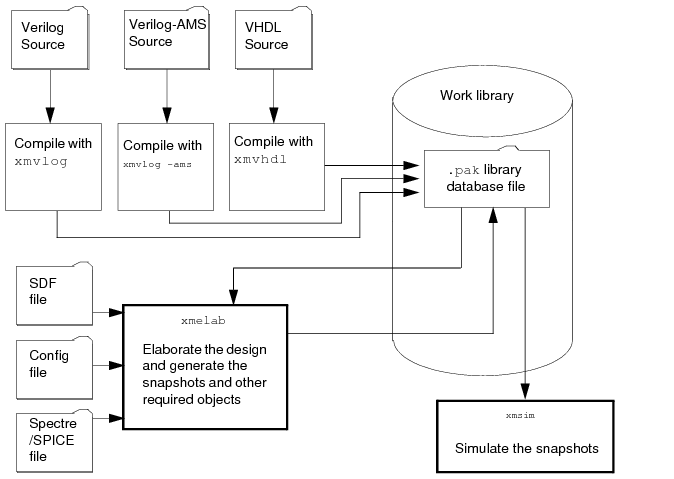 Verilog
Source
Verilog-AMS
Source
VHDL
Source
Compile with
xmvlog
Compile with
xmvlog -ams
Compile with
xmvhdl
Work library
.pak library
database file
SDF
file
Config
file
Spectre
/SPICE
file
xmelab
Elaborate the design
and generate the
snapshots and other
required objects
xmsim
Simulate the snapshots